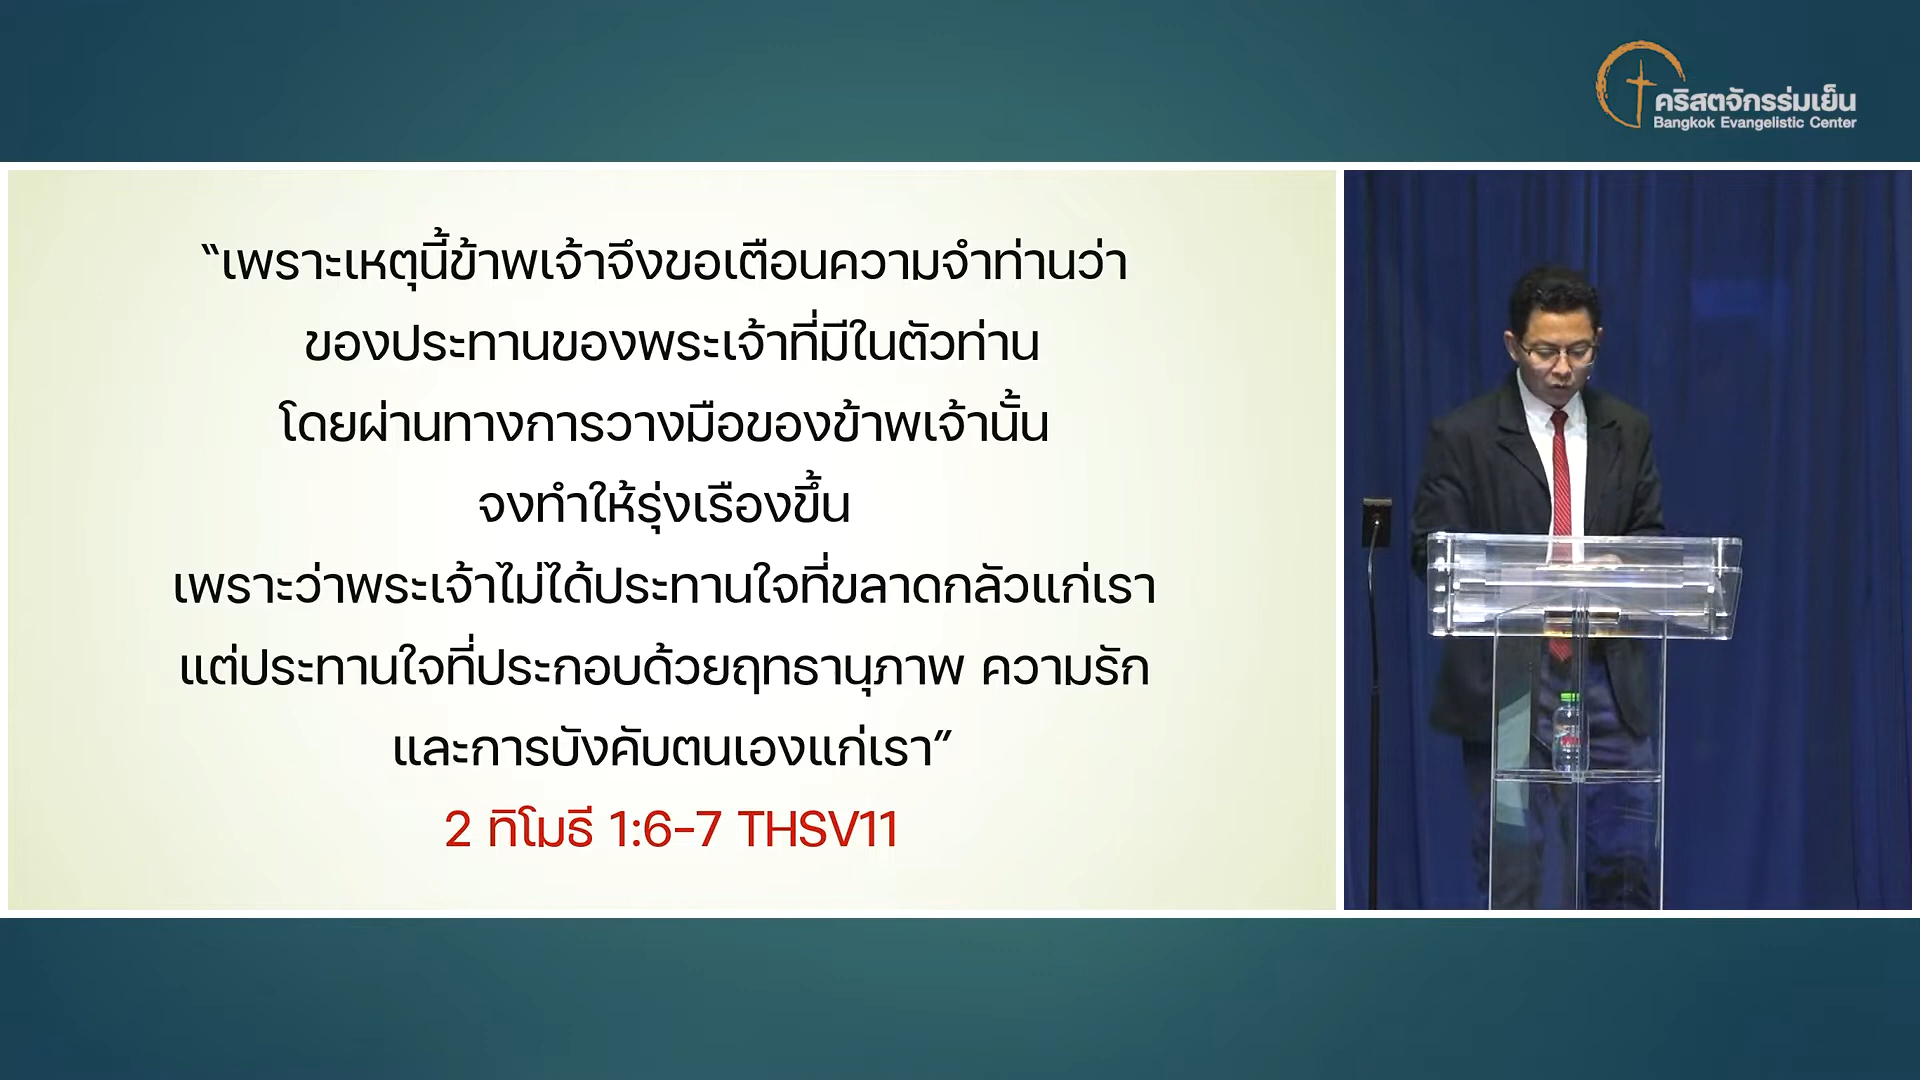 คริสตจักรร่มเย็น
Bangkok Evangelistic Center
“เพราะเหตุนี้ข้าพเจ้าจึงขอเตือนความจำท่านว่า
ของประทานของพระเจ้าที่มีในตัวท่าน
โดยผ่านทางการวางมือของข้าพเจ้านั้น
จงทำให้รุ่งเรืองขึ้น
เพราะว่าพระเจ้าไม่ได้ประทานใจที่ขลาดกลัวแก่เรา
แต่ประทานใจที่ประกอบด้วยฤทธานุภาพ ความรัก
และการบังคับตนเองแก่เรา”
2 ทิโมธี 1:6-7 THSV11